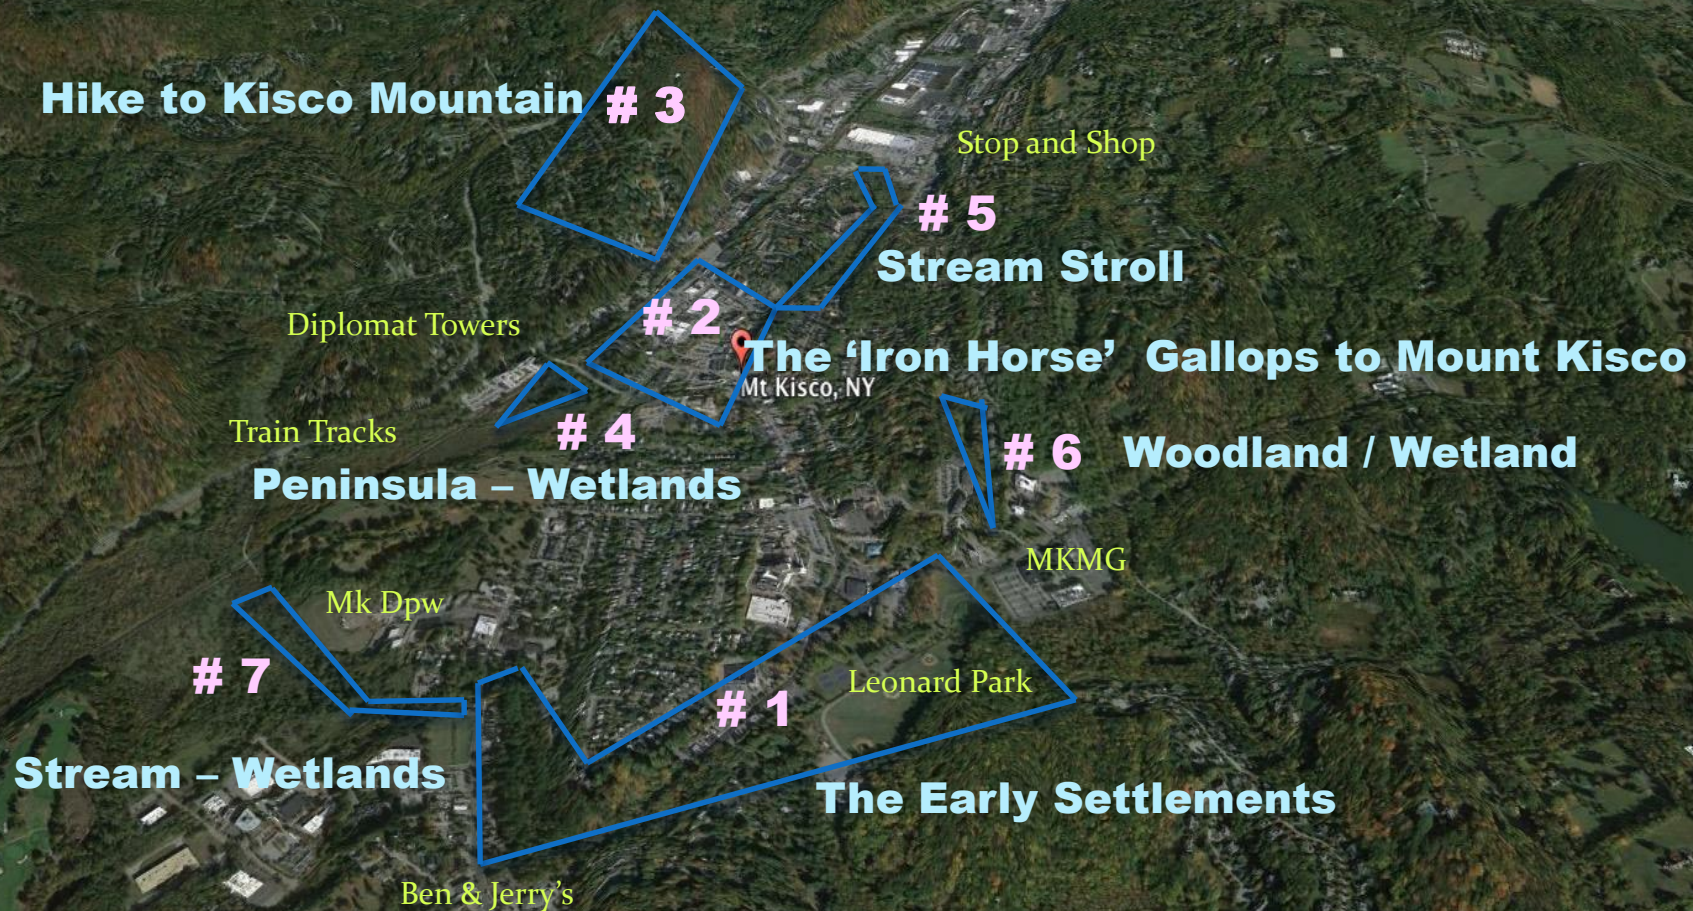 Hike to Kisco Mountain
# 3
Stop and Shop
# 5
Stream Stroll
# 2
Diplomat Towers
The ‘Iron Horse’  Gallops to Mount Kisco
Mt Kisco, NY
Train Tracks
# 4
Peninsula – Wetlands
# 6
Woodland / Wetland
MKMG
Mk Dpw
# 7
Leonard Park
# 1
Stream – Wetlands
The Early Settlements
Ben & Jerry’s